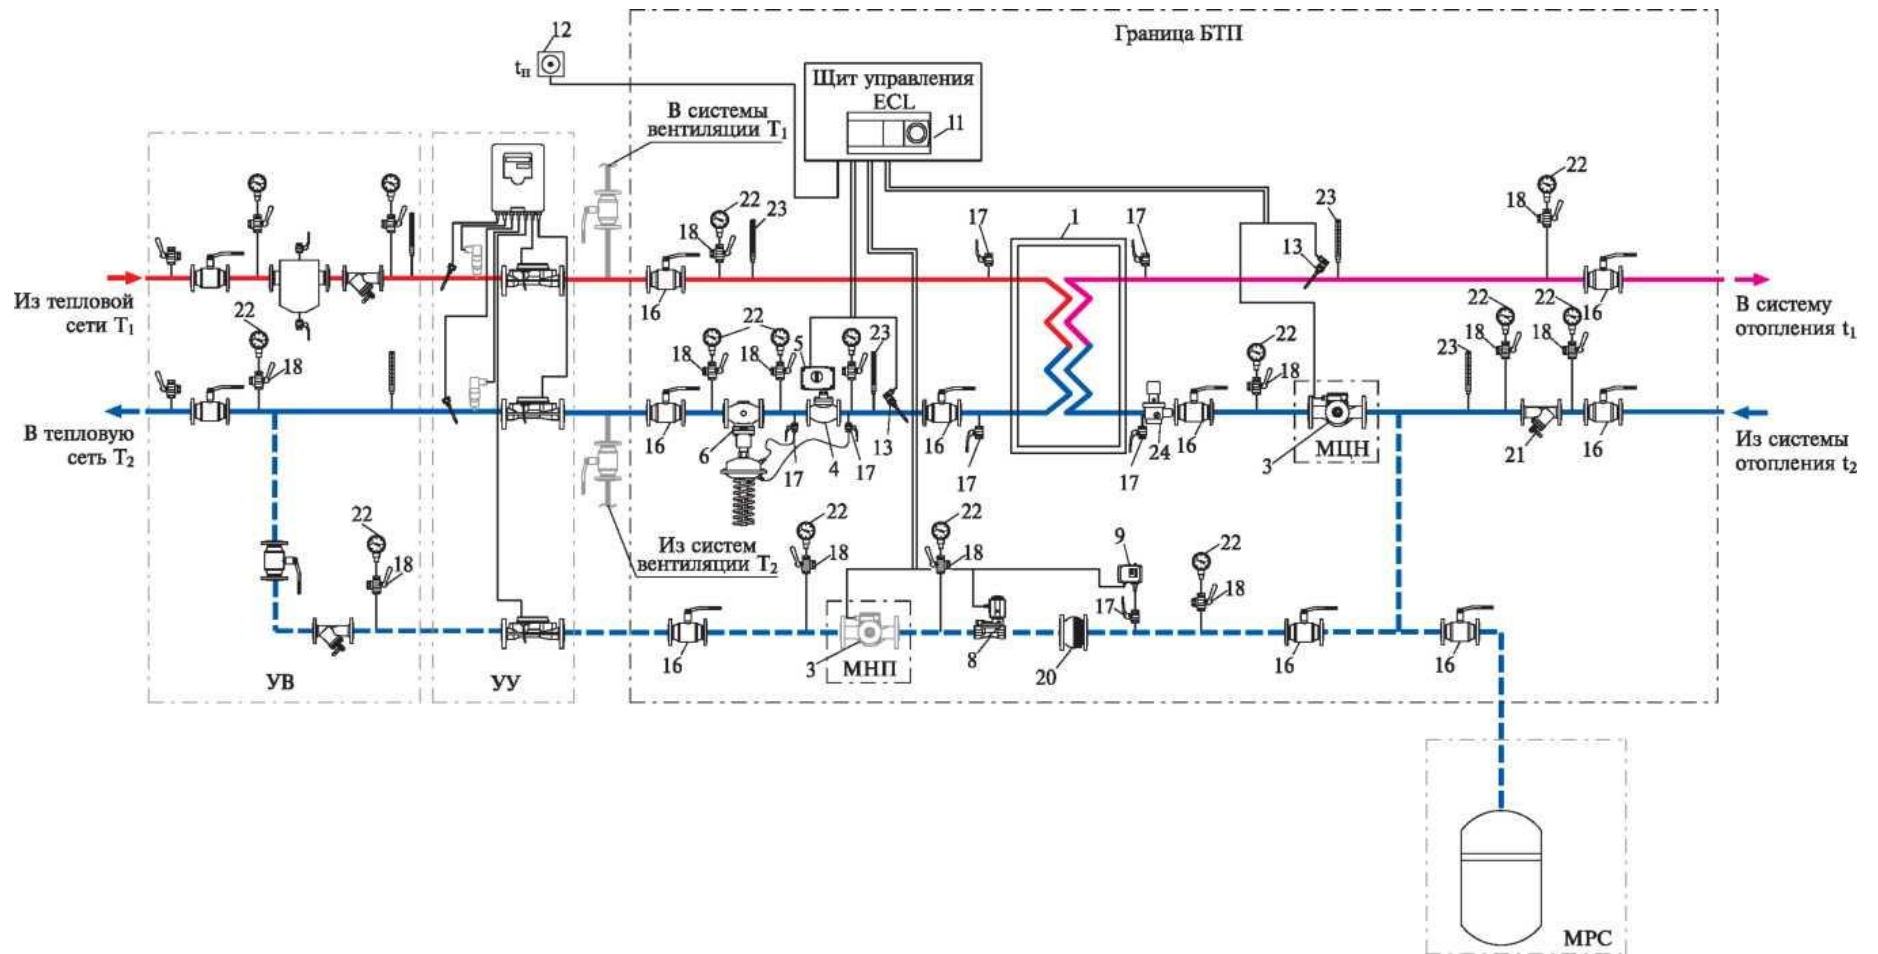 Граница БТП
12
tн
Щит управления
ECL
11
В системы
вентиляции T1
22
18
23
17
1
17
23
13
22
18
16
16
Из тепловой
сети T1
В систему
отопления t1
22
18
22
18
18
5
23
22
18
23
22
18
22
18
В тепловую
сеть T2
16
6
17
4
17
13
16
17
17
24
16
3
МЦН
21
16
Из системы
отопления t2
22
18
Из систем
вентиляции T2
22
18
22
18
9
17
22
18
16
3
МНП
8
20
16
16
УВ
УУ
МРС